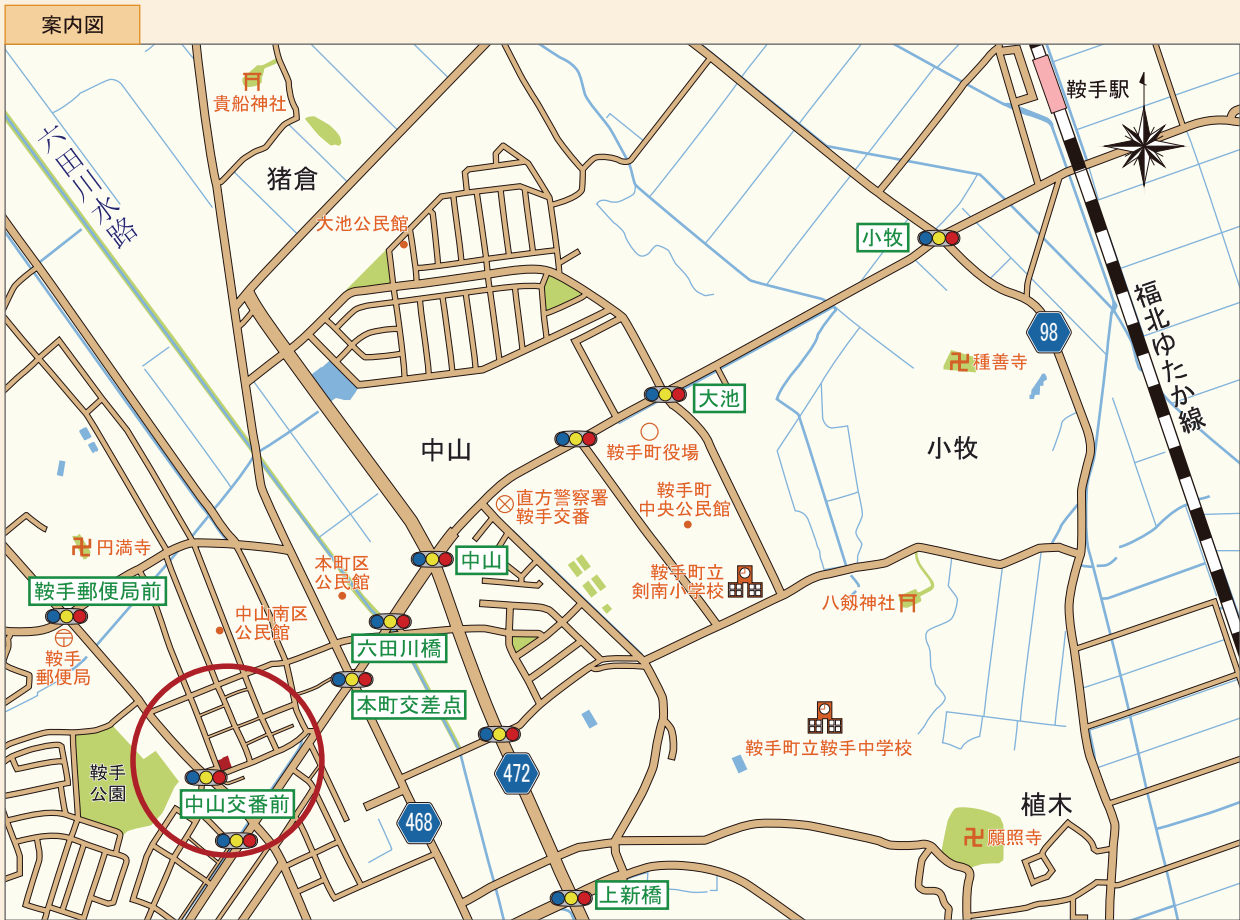 案内図
貴船神社
鞍手駅
六田川水路
猪倉
大池公民館
小牧
福北ゆたか線
98
種善寺
大池
中山
鞍手町役場
小牧
直方警察署
鞍手交番
鞍手町
中央公民館
円満寺
本町区
公民館
中山
鞍手町立
剣南小学校
鞍手郵便局前
八剱神社
中山南区
公民館
六田川橋
鞍手
郵便局
本町交差点
鞍手町立鞍手中学校
鞍手
公園
472
中山交番前
468
植木
願照寺
上新橋